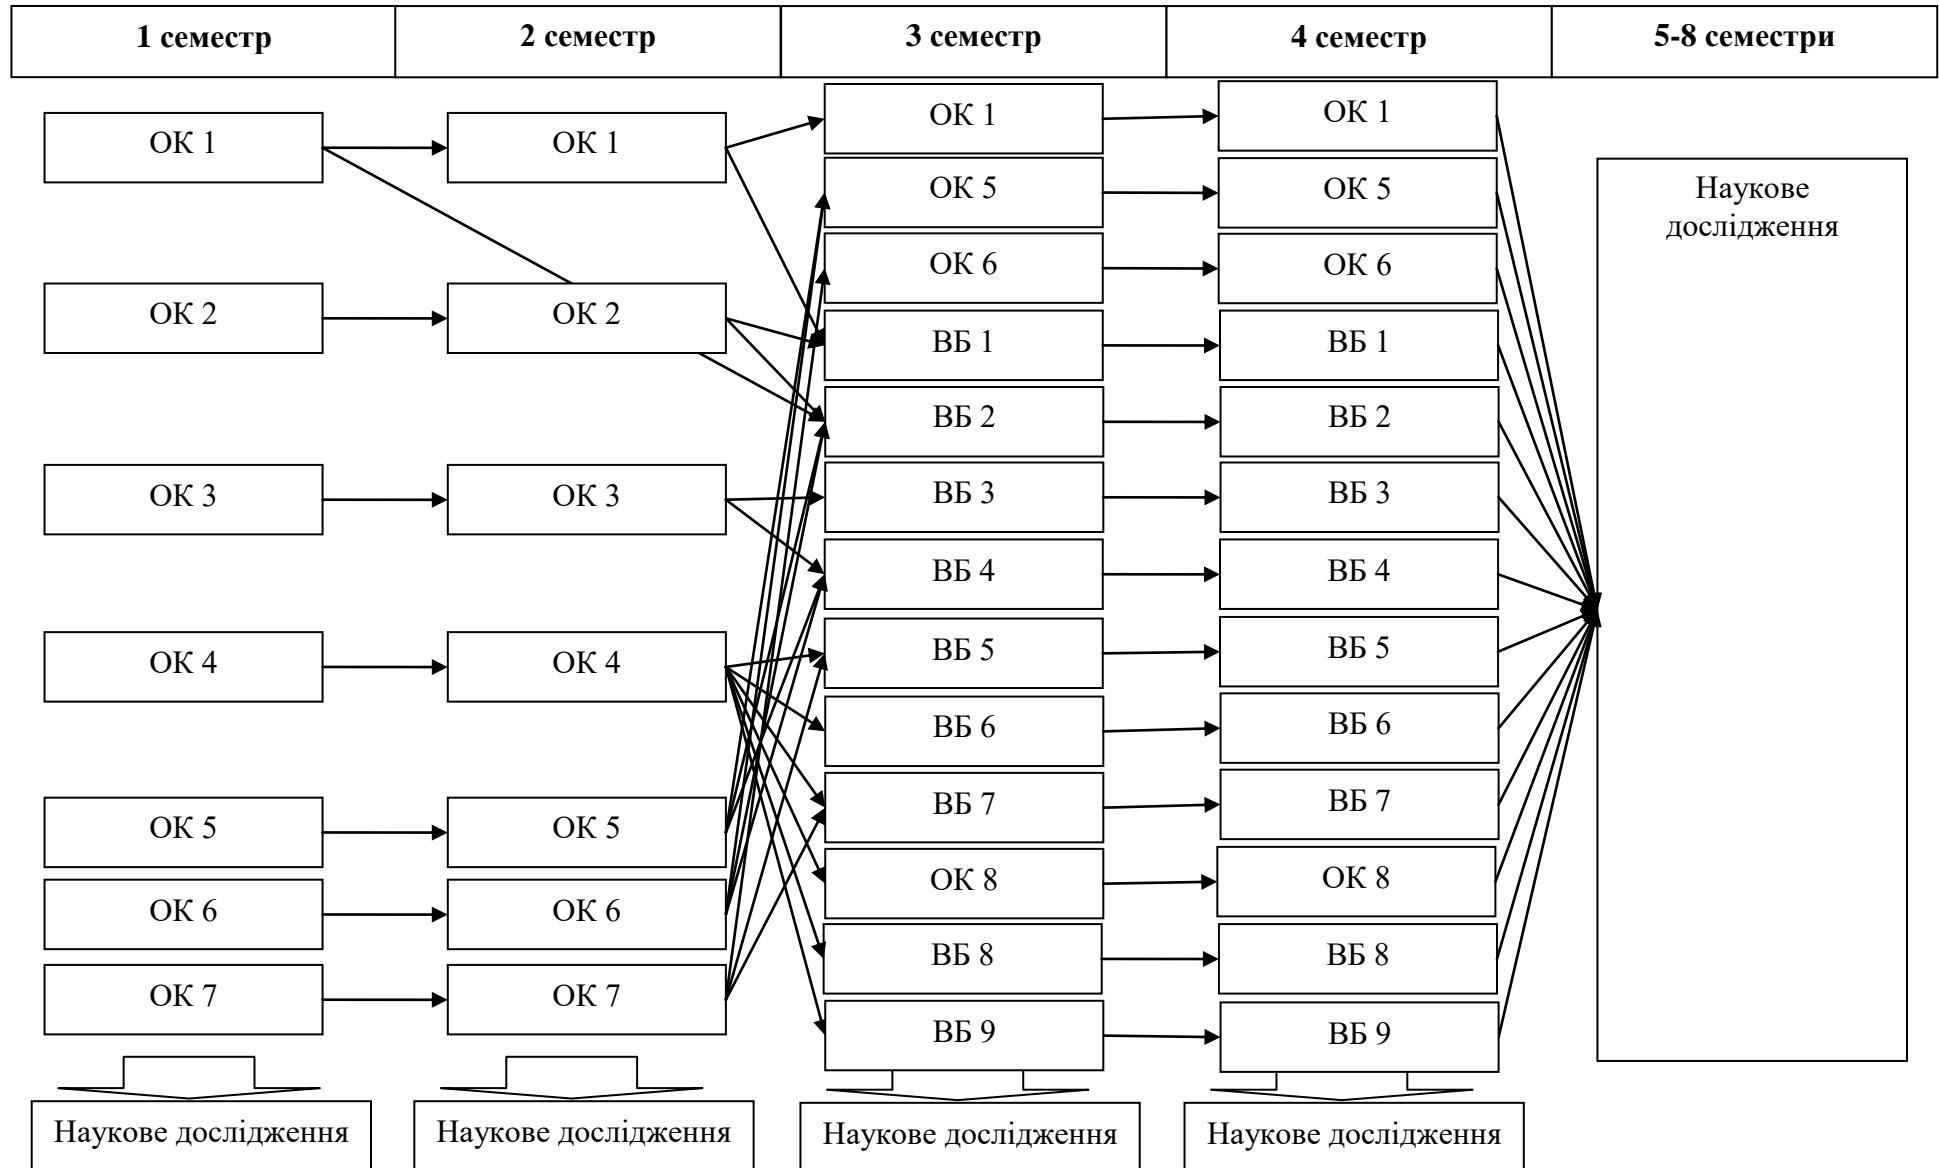 1 семестр
2 семестр
3 семестр
4 семестр
5-8 семестри
ОК 1
ОК 2
ОК 3
ОК 4
ОК 5
ОК 6
ОК 7
Наукове дослідження
ОК 1
ОК 2
ОК 3
ОК 4
ОК 5
ОК 6
ОК 7
Наукове дослідження
ОК 1
ОК 5
ОК 6
ВБ 1
ВБ 2
ВБ 3
ВБ 4
ВБ 5
ВБ 6
ВБ 7
ОК 8
ВБ 8
ВБ 9
Наукове дослідження
ОК 1
ОК 5
ОК 6
ВБ 1
ВБ 2
ВБ 3
ВБ 4
ВБ 5
ВБ 6
ВБ 7
ОК 8
ВБ 8
ВБ 9
Наукове дослідження
Наукове
дослідження